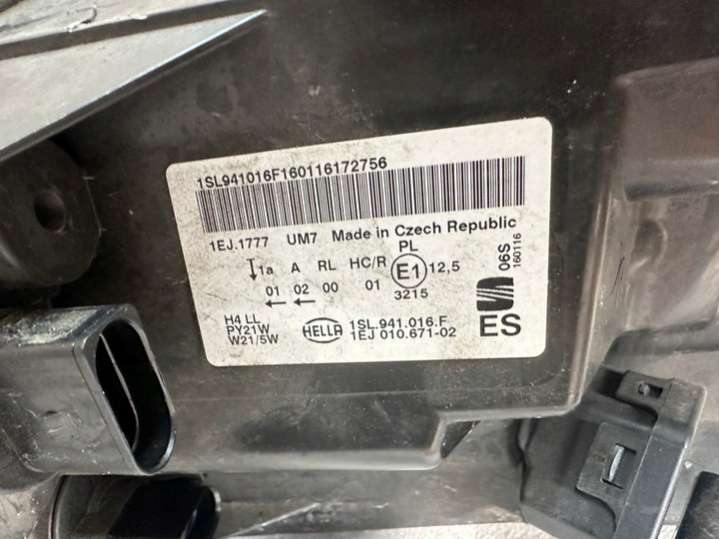 1SL941016F160116172756
1EJ.1777 UM7 Made in Czech Republic
PL
1a A RL HC/R E1 12,5
01 02 00 01 3215
H4 LL
PY21W
W21/5W
HELLA
1SL.941.016.F
1EJ 010.671-02
ES
06S
160116